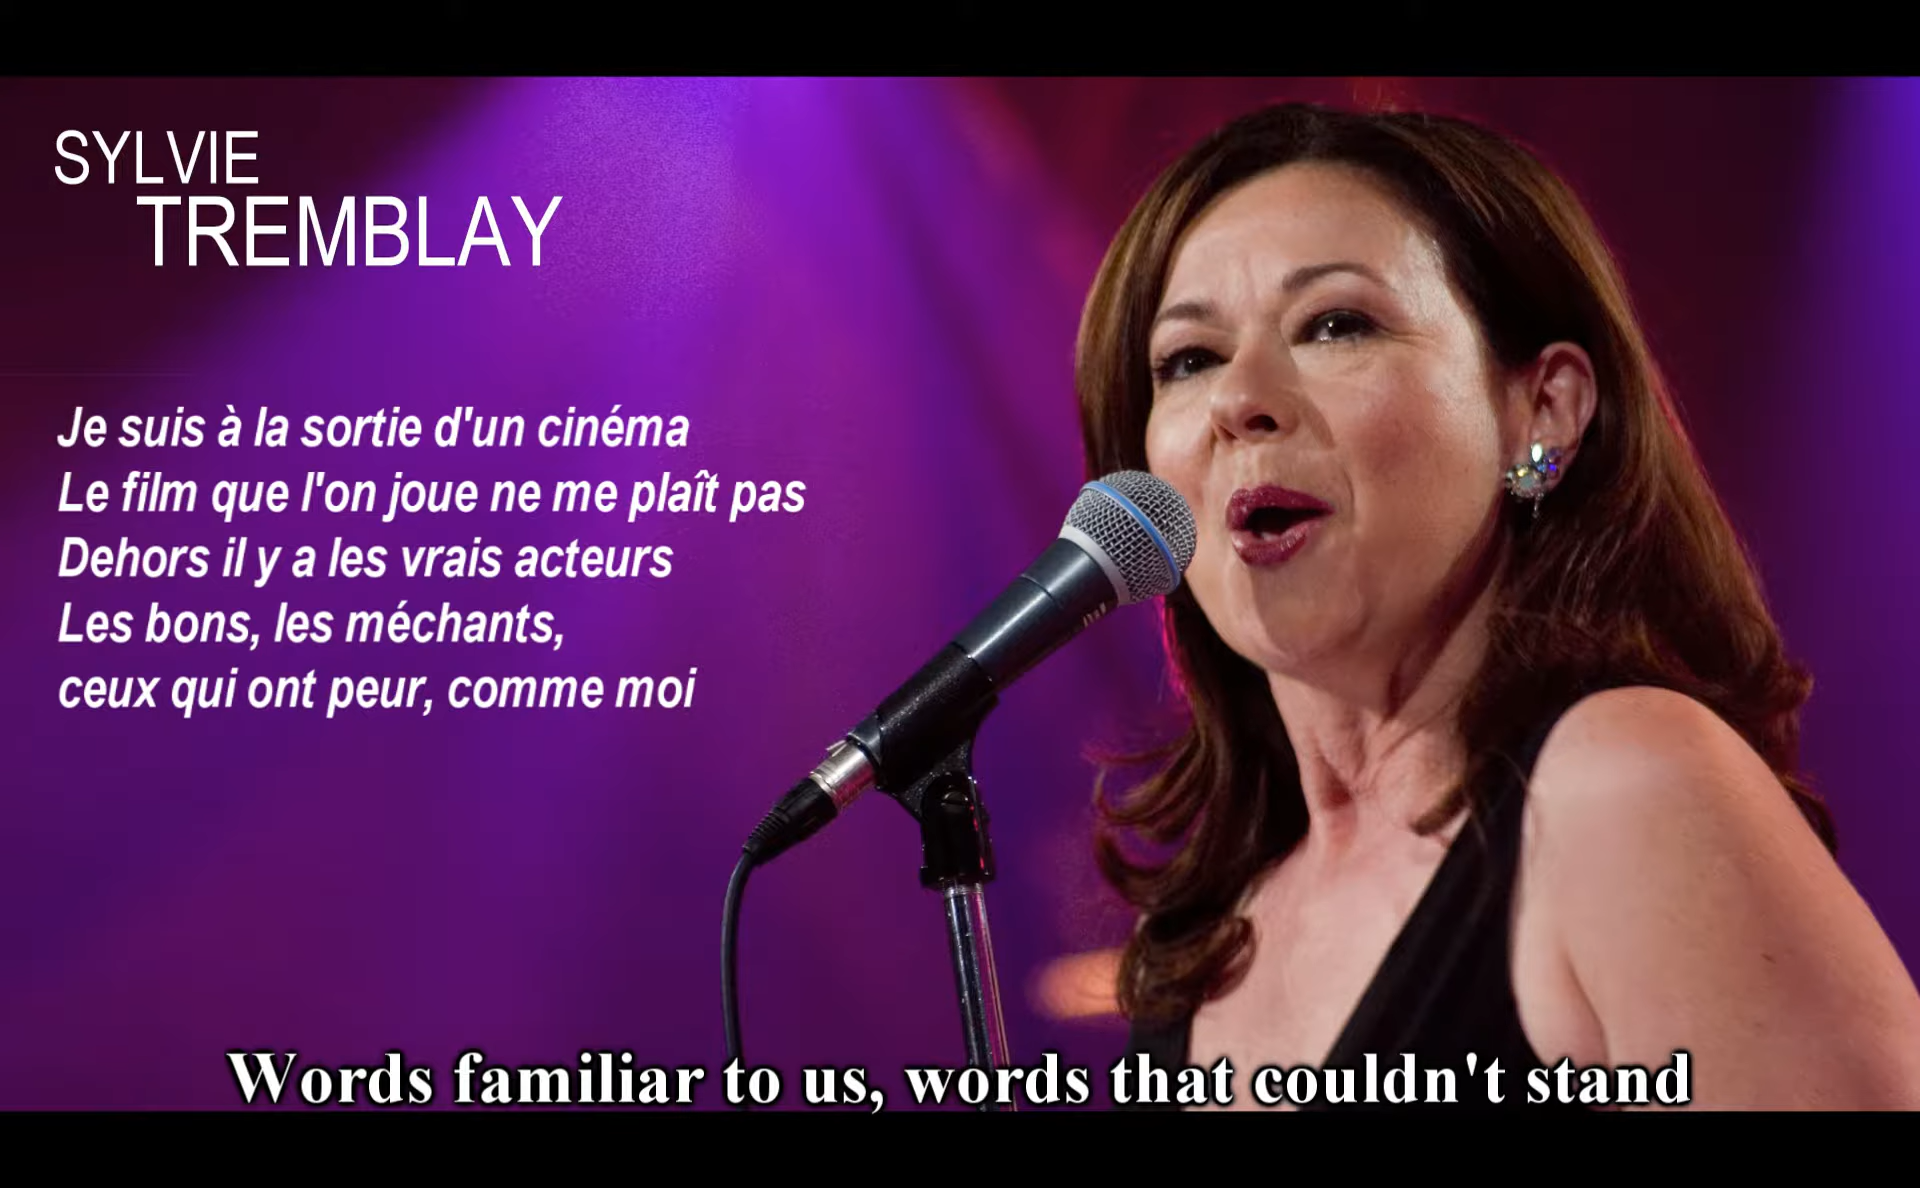 SYLVIE
TREMBLAY
Je suis à la sortie d'un cinéma
Le film que l'on joue ne me plaît pas
Dehors il y a les vrais acteurs
Les bons, les méchants,
ceux qui ont peur, comme moi
Words familiar to us, words that couldn't stand